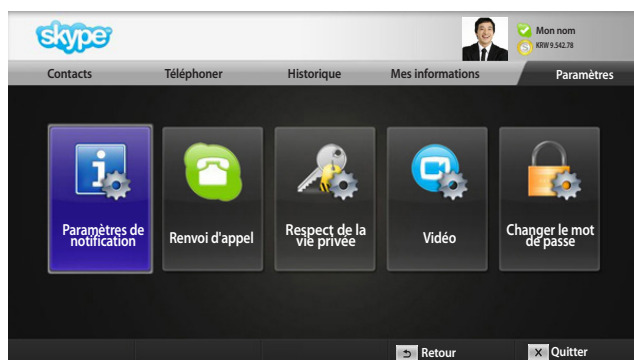 skype
Mon nom
KRW 9.542.78
Contacts
Téléphoner
Historique
Mes informations
Paramètres
Paramètres de
notification
Renvoi d'appel
Respect de la
vie privée
Vidéo
Changer le mot
de passe
Retour
X Quitter